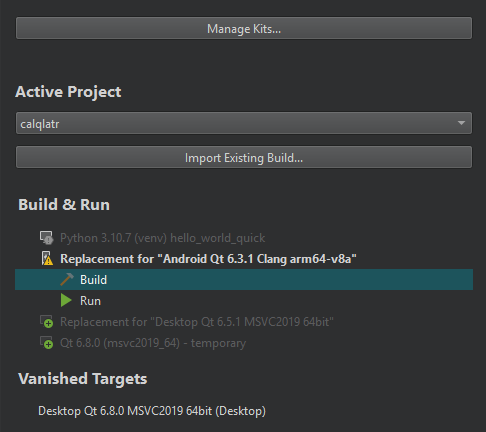 Manage Kits...
Active Project
calqlatr
Import Existing Build...
Build & Run
Python 3.10.7 (venv) hello_world_quick
Replacement for "Android Qt 6.3.1 Clang arm64-v8a"
Build
Run
Replacement for "Desktop Qt 6.5.1 MSVC2019 64bit"
Qt 6.8.0 (msvc2019_64) - temporary
Vanished Targets
Desktop Qt 6.8.0 MSVC2019 64bit (Desktop)